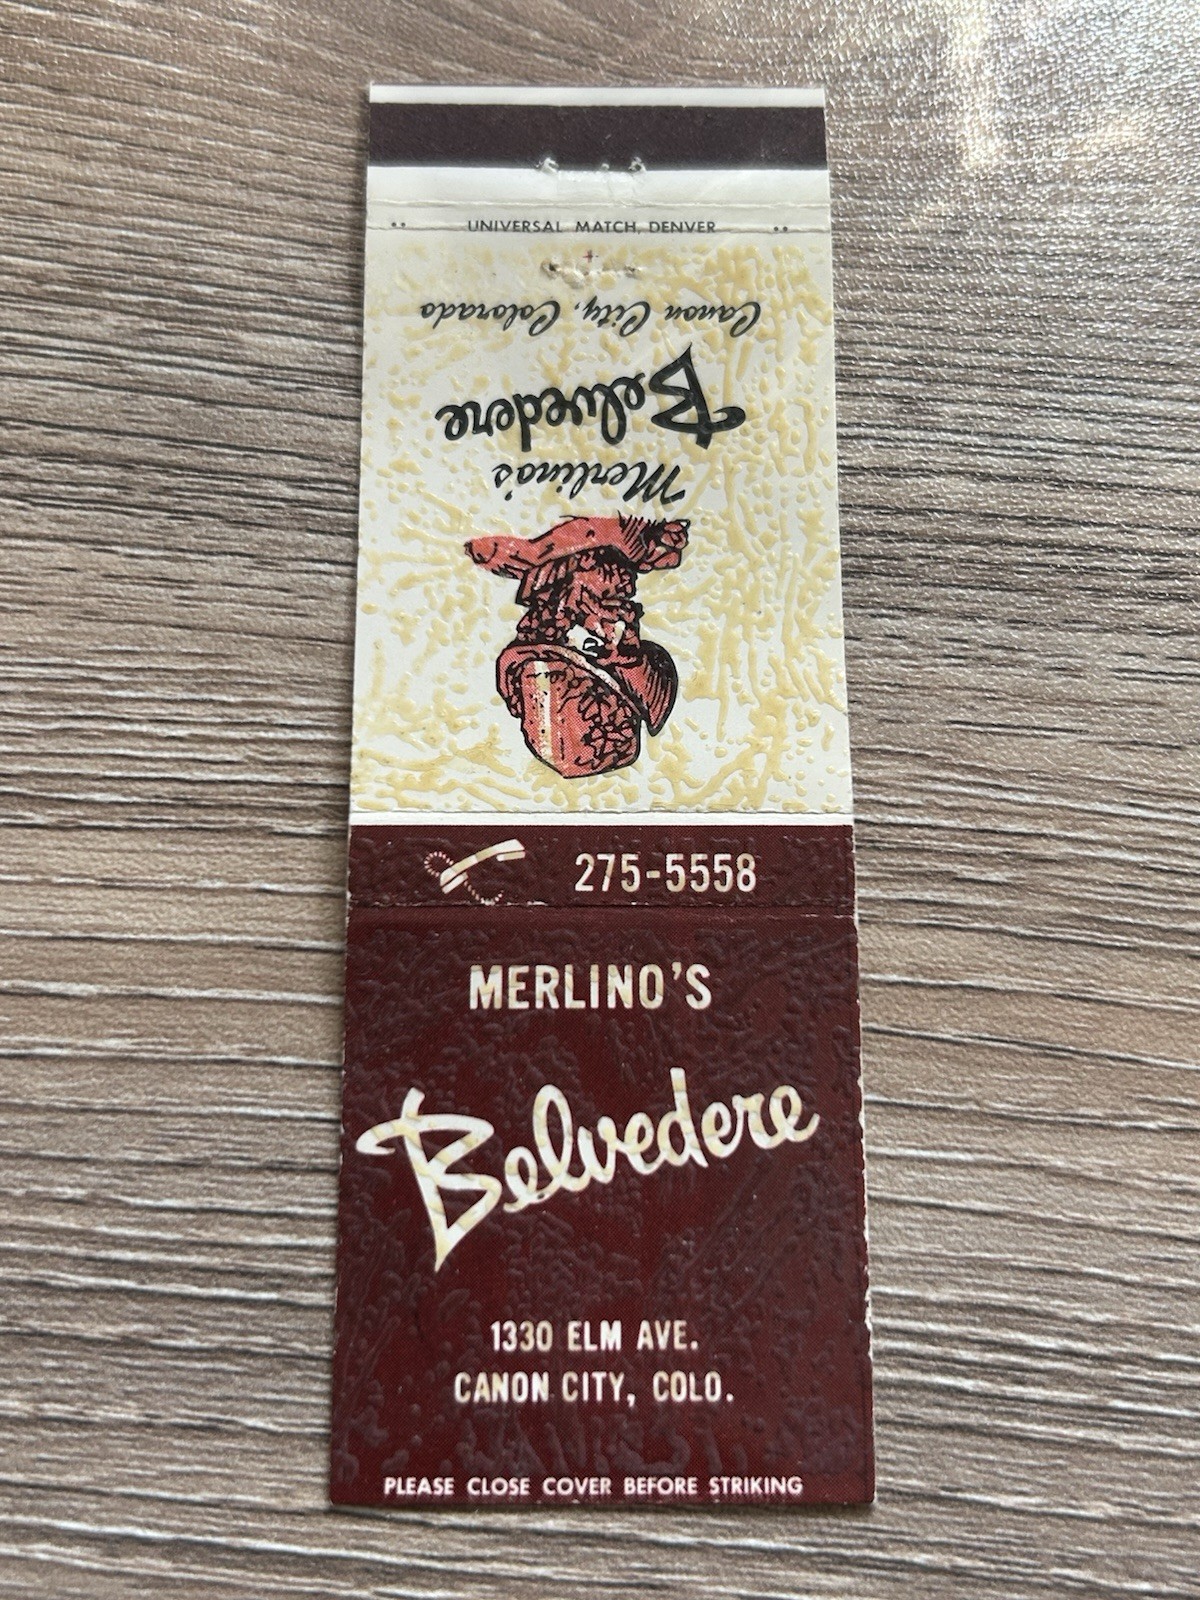 UNIVERSAL MATCH, DENVER
Merlino's
Belvedere
Canon City, Colorado
275-5558
MERLINO'S
Belvedere
1330 ELM AVE.
CANON CITY, COLO.
PLEASE CLOSE COVER BEFORE STRIKING